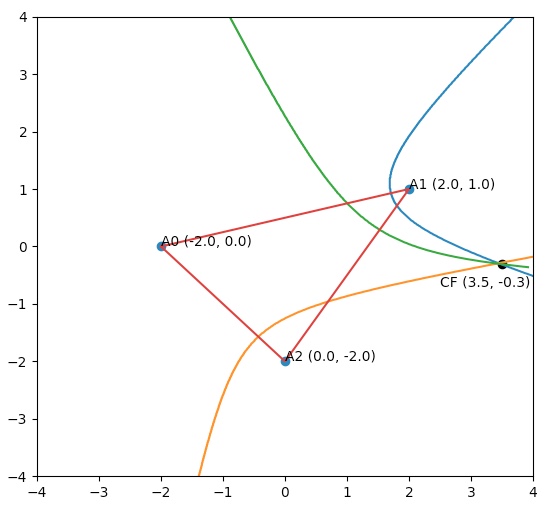 4
3
2
1
0
−1
−2
−3
−4
A1 (2.0, 1.0)
A0 (-2.0, 0.0)
CF (3.5, -0.3)
A2 (0.0, -2.0)
−4 −3 −2 −1 0 1 2 3 4